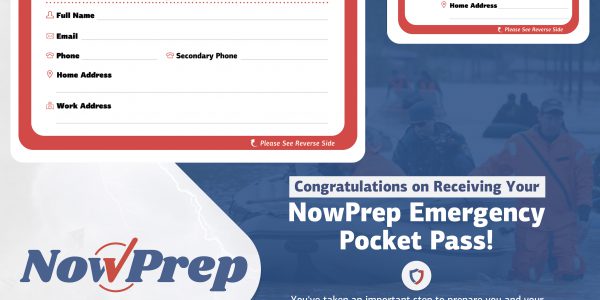 Full Name
Email
Phone
Secondary Phone
Home Address
Work Address
Please See Reverse Side
Home Address
Please See Reverse Side
Congratulations on Receiving Your
NowPrep Emergency
Pocket Pass!
NowPrep
You've taken an important step to prepare you and your